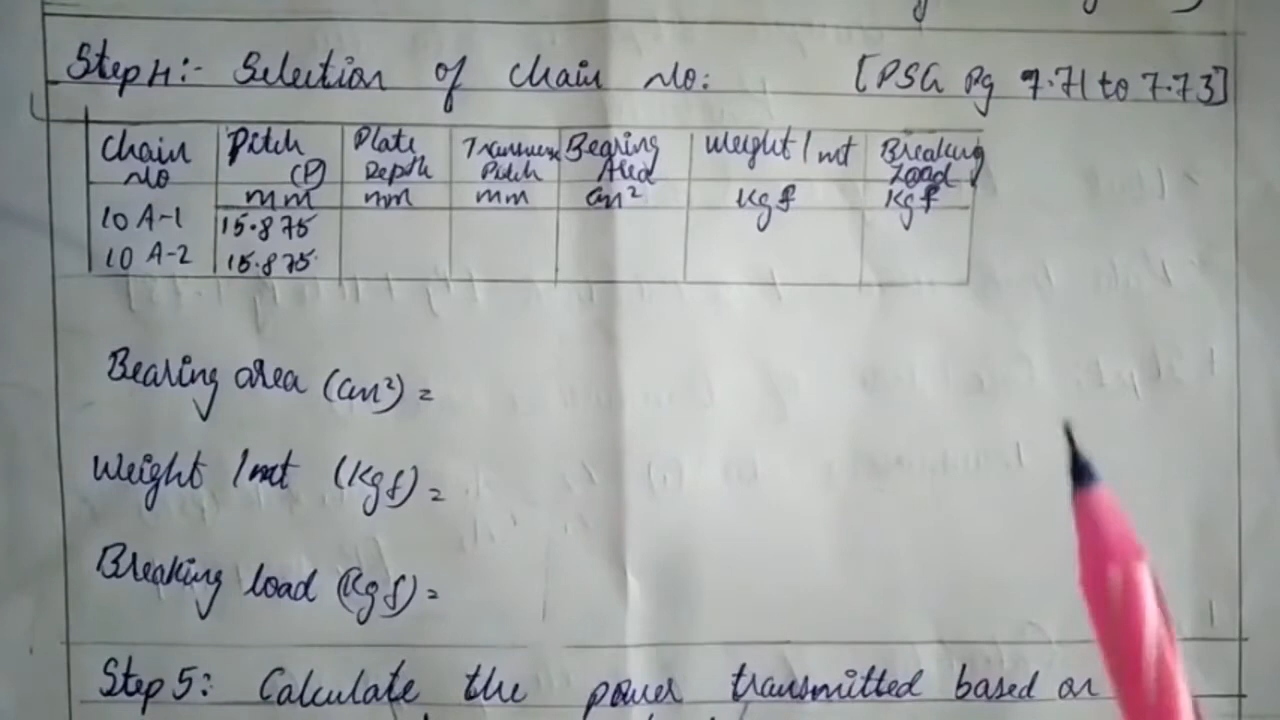 Step 4:- Selection of chain No: [PSG Pg 7.71 to 7.73]
Chain No Pitch (P) Plate Depth Transverse Pitch Bearing Area Weight / mt Breaking Load
mm mm mm cm² Kgf Kgf
10 A-1 15.875
10 A-2 15.875
Bearing area (cm²) =
Weight / mt (Kgf) =
Breaking load (Kgf) =
Step 5: Calculate the power transmitted based on